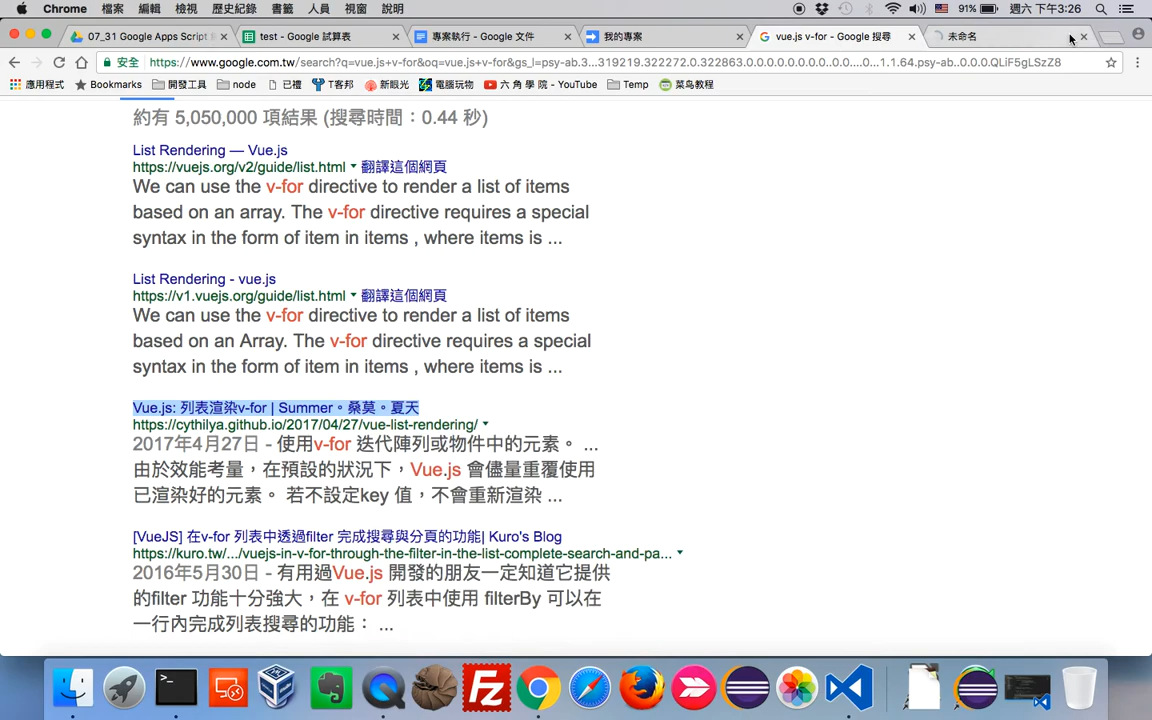 Chrome 檔案 編輯 檢視 歷史紀錄 書籤 人員 視窗 說明 91% 週六 下午3:26
07_31 Google Apps Script test - Google 試算表 專案執行 - Google 文件 我的專案 vue.js v-for - Google 搜尋 未命名
安全 https://www.google.com.tw/search?q=vue.js+v-for&oq=vue.js+v-for&gs_l=psy-ab.3...319219.322272.0.322863.0.0.0.0.0.0.0.0..0.0....0...1.1.64.psy-ab..0.0.0.QLiF5gLSzZ8
應用程式 Bookmarks 開發工具 node 已禮 T客邦 新眼光 電腦玩物 六 角 學 院 - YouTube Temp 菜鸟教程
約有 5,050,000 項結果 (搜尋時間：0.44 秒)
List Rendering — Vue.js
https://vuejs.org/v2/guide/list.html 翻譯這個網頁
We can use the v-for directive to render a list of items
based on an array. The v-for directive requires a special
syntax in the form of item in items , where items is ...
List Rendering - vue.js
https://v1.vuejs.org/guide/list.html 翻譯這個網頁
We can use the v-for directive to render a list of items
based on an Array. The v-for directive requires a special
syntax in the form of item in items , where items is ...
Vue.js: 列表渲染v-for | Summer。桑莫。夏天
https://cythilya.github.io/2017/04/27/vue-list-rendering/
2017年4月27日 - 使用v-for 迭代陣列或物件中的元素。 ...
由於效能考量，在預設的狀況下，Vue.js 會儘量重覆使用
已渲染好的元素。 若不設定key 值，不會重新渲染 ...
[VueJS] 在v-for 列表中透過filter 完成搜尋與分頁的功能| Kuro's Blog
https://kuro.tw/.../vuejs-in-v-for-through-the-filter-in-the-list-complete-search-and-pa...
2016年5月30日 - 有用過Vue.js 開發的朋友一定知道它提供
的filter 功能十分強大，在 v-for 列表中使用 filterBy 可以在
一行內完成列表搜尋的功能： ...